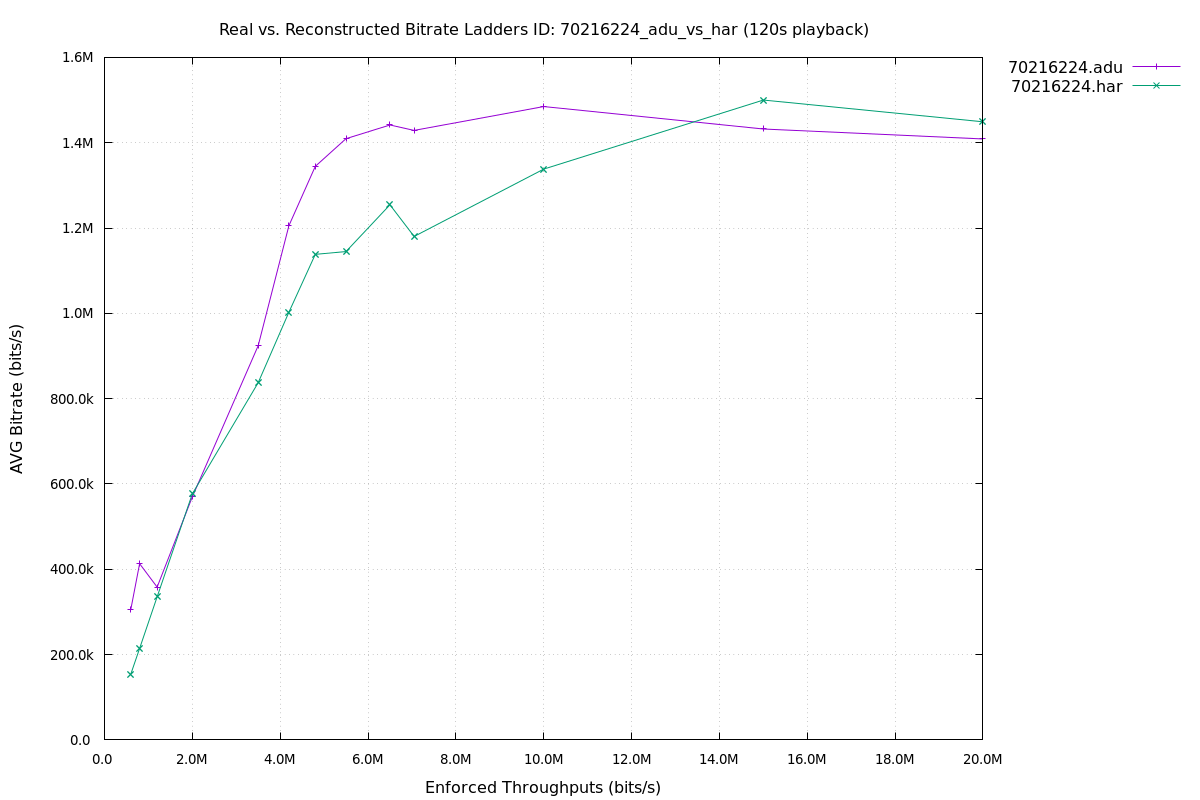 Real vs. Reconstructed Bitrate Ladders ID: 70216224_adu_vs_har (120s playback)
70216224.adu
70216224.har
1.6M
1.4M
1.2M
1.0M
800.0k
600.0k
400.0k
200.0k
0.0
AVG Bitrate (bits/s)
0.0 2.0M 4.0M 6.0M 8.0M 10.0M 12.0M 14.0M 16.0M 18.0M 20.0M
Enforced Throughputs (bits/s)